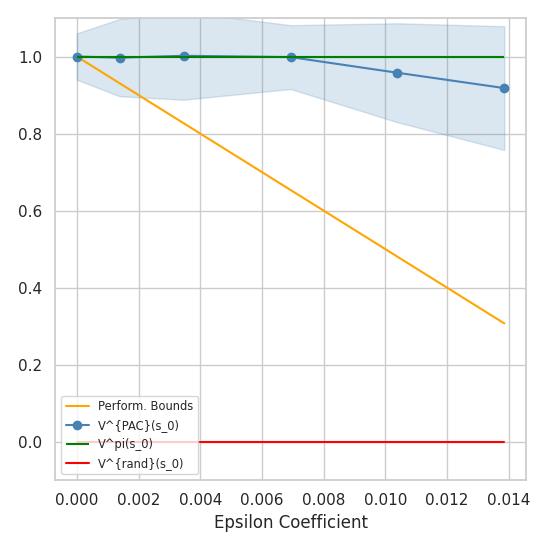 1.0
0.8
0.6
0.4
0.2
0.0
Perform. Bounds
V^{PAC}(s_0)
V^pi(s_0)
V^{rand}(s_0)
0.000 0.002 0.004 0.006 0.008 0.010 0.012 0.014
Epsilon Coefficient